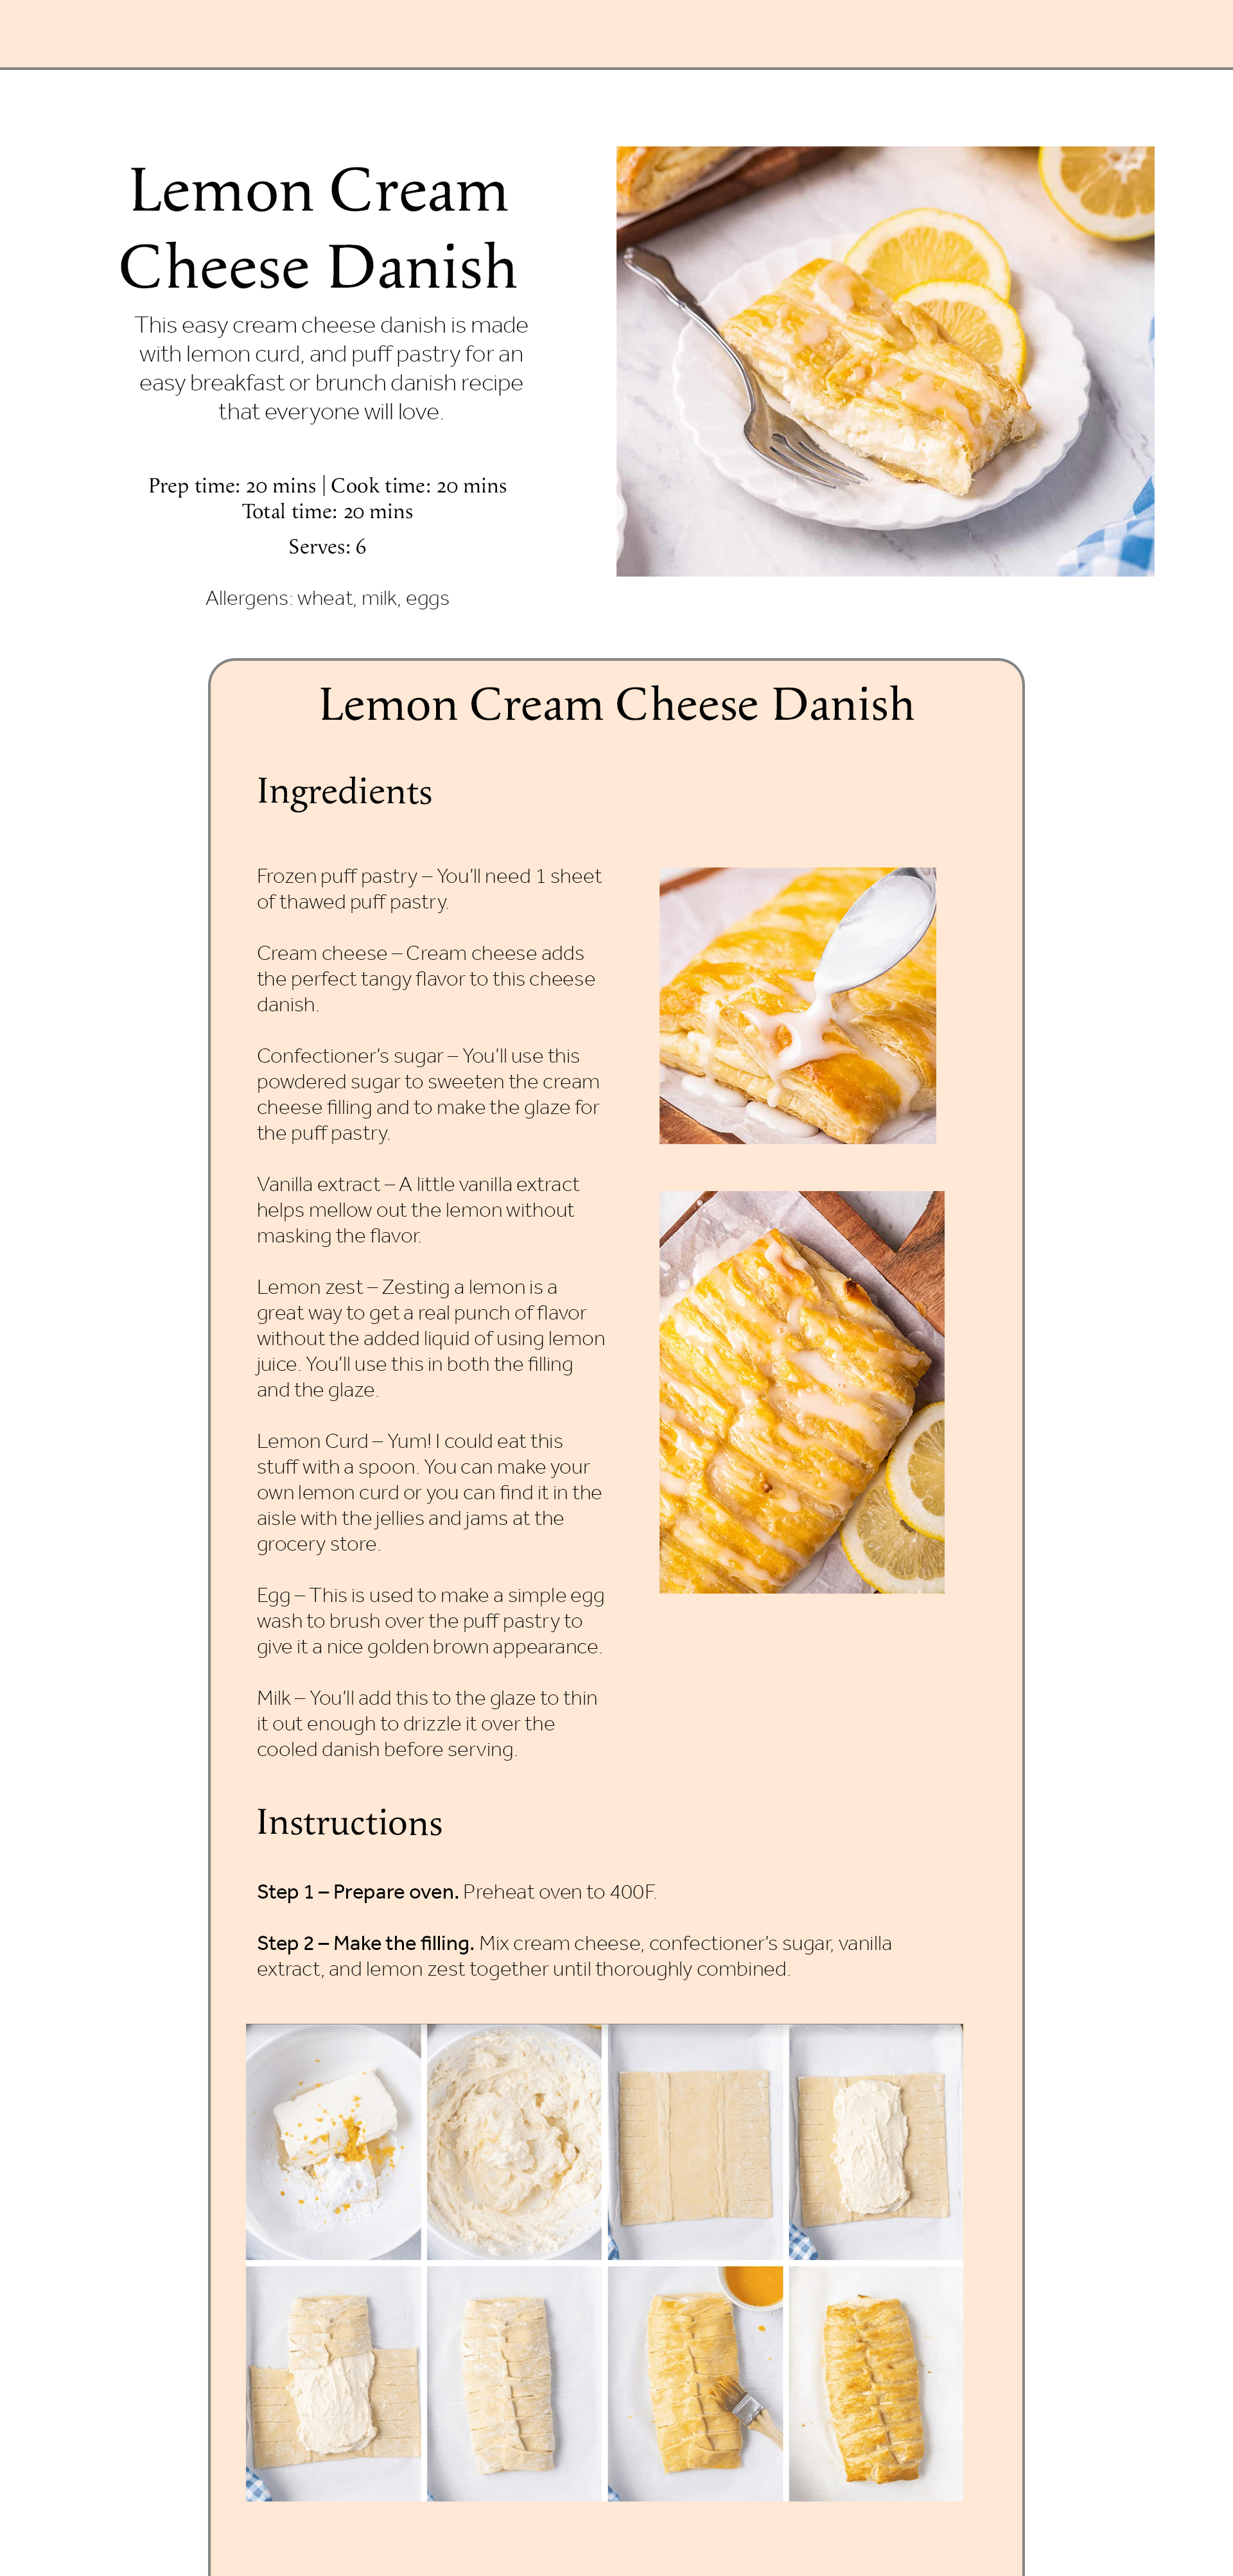 Lemon Cream
Cheese Danish
This easy cream cheese danish is made
with lemon curd, and puff pastry for an
easy breakfast or brunch danish recipe
that everyone will love.
Prep time: 20 mins | Cook time: 20 mins
Total time: 20 mins
Serves: 6
Allergens: wheat, milk, eggs
Lemon Cream Cheese Danish
Ingredients
Frozen puff pastry – You’ll need 1 sheet
of thawed puff pastry.
Cream cheese – Cream cheese adds
the perfect tangy flavor to this cheese
danish.
Confectioner’s sugar – You’ll use this
powdered sugar to sweeten the cream
cheese filling and to make the glaze for
the puff pastry.
Vanilla extract – A little vanilla extract
helps mellow out the lemon without
masking the flavor.
Lemon zest – Zesting a lemon is a
great way to get a real punch of flavor
without the added liquid of using lemon
juice. You’ll use this in both the filling
and the glaze.
Lemon Curd – Yum! I could eat this
stuff with a spoon. You can make your
own lemon curd or you can find it in the
aisle with the jellies and jams at the
grocery store.
Egg – This is used to make a simple egg
wash to brush over the puff pastry to
give it a nice golden brown appearance.
Milk – You’ll add this to the glaze to thin
it out enough to drizzle it over the
cooled danish before serving.
Instructions
Step 1 – Prepare oven. Preheat oven to 400F.
Step 2 – Make the filling. Mix cream cheese, confectioner’s sugar, vanilla
extract, and lemon zest together until thoroughly combined.